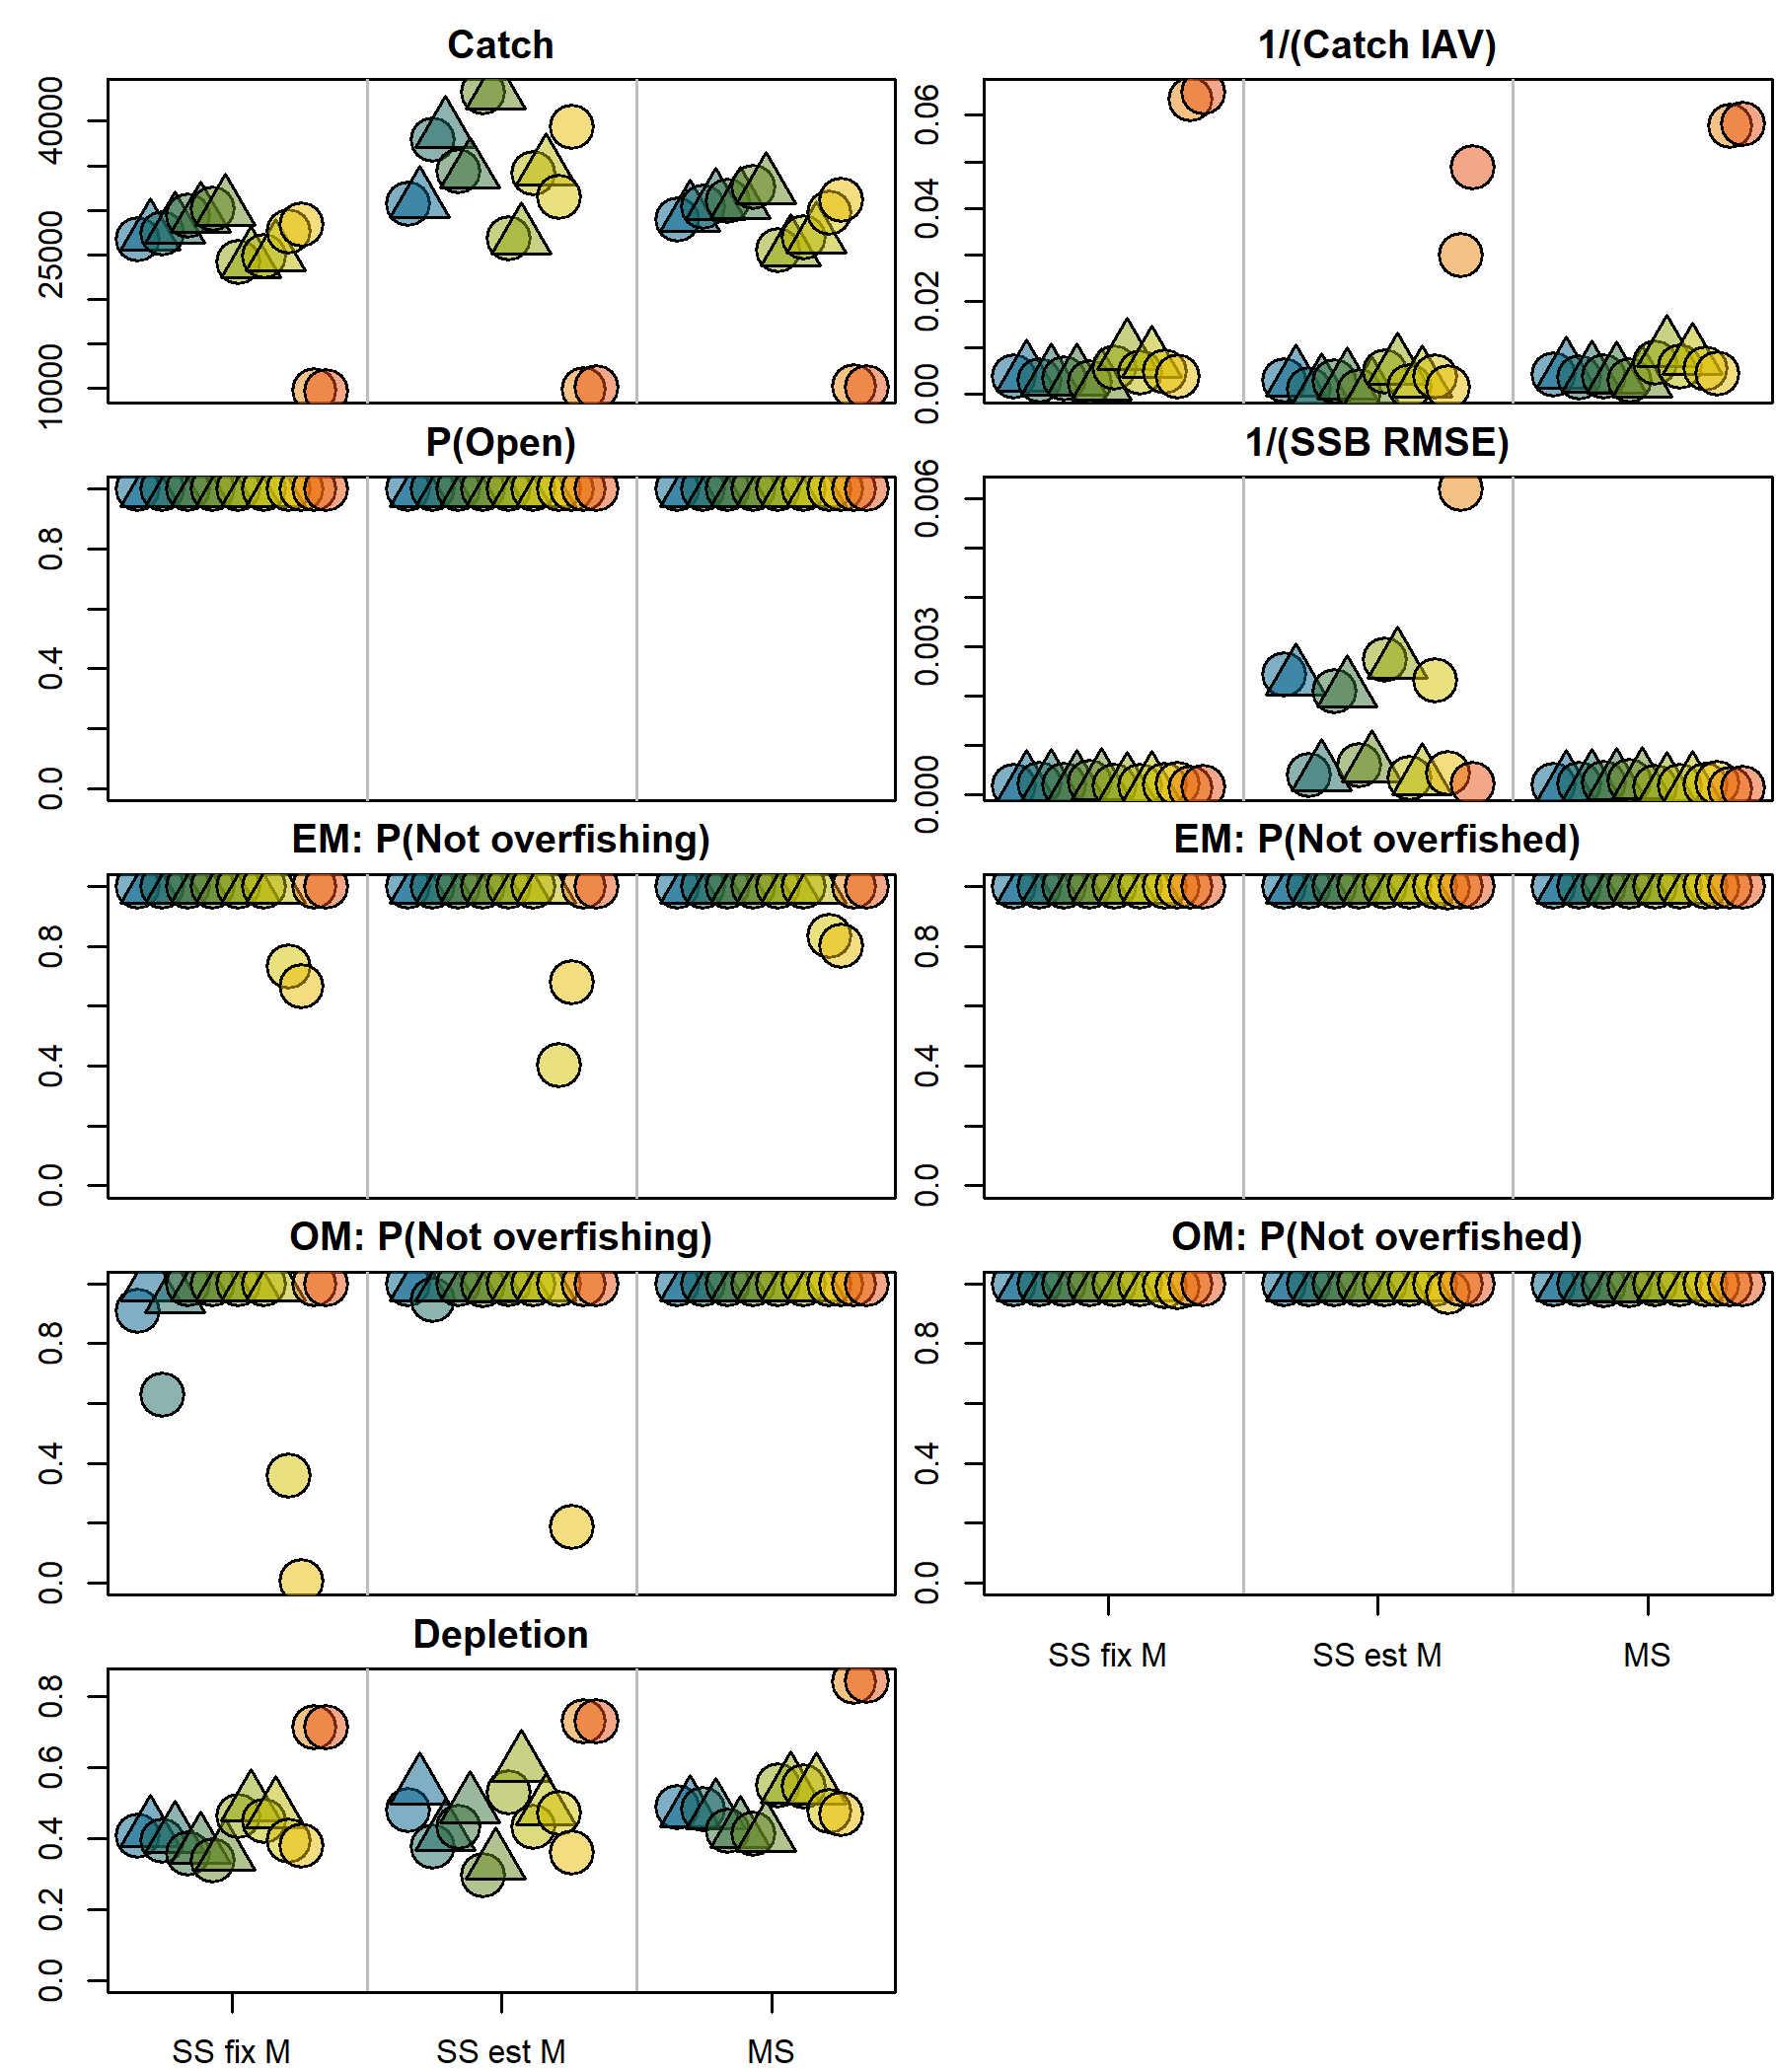 Catch
1/(Catch IAV)
40000
25000
10000
0.06
0.04
0.02
0.00
P(Open)
1/(SSB RMSE)
0.8
0.4
0.0
0.006
0.003
0.000
EM: P(Not overfishing)
EM: P(Not overfished)
0.8
0.4
0.0
0.8
0.4
0.0
OM: P(Not overfishing)
OM: P(Not overfished)
0.8
0.4
0.0
0.8
0.4
0.0
SS fix M
SS est M
MS
Depletion
0.8
0.6
0.4
0.2
0.0
SS fix M
SS est M
MS